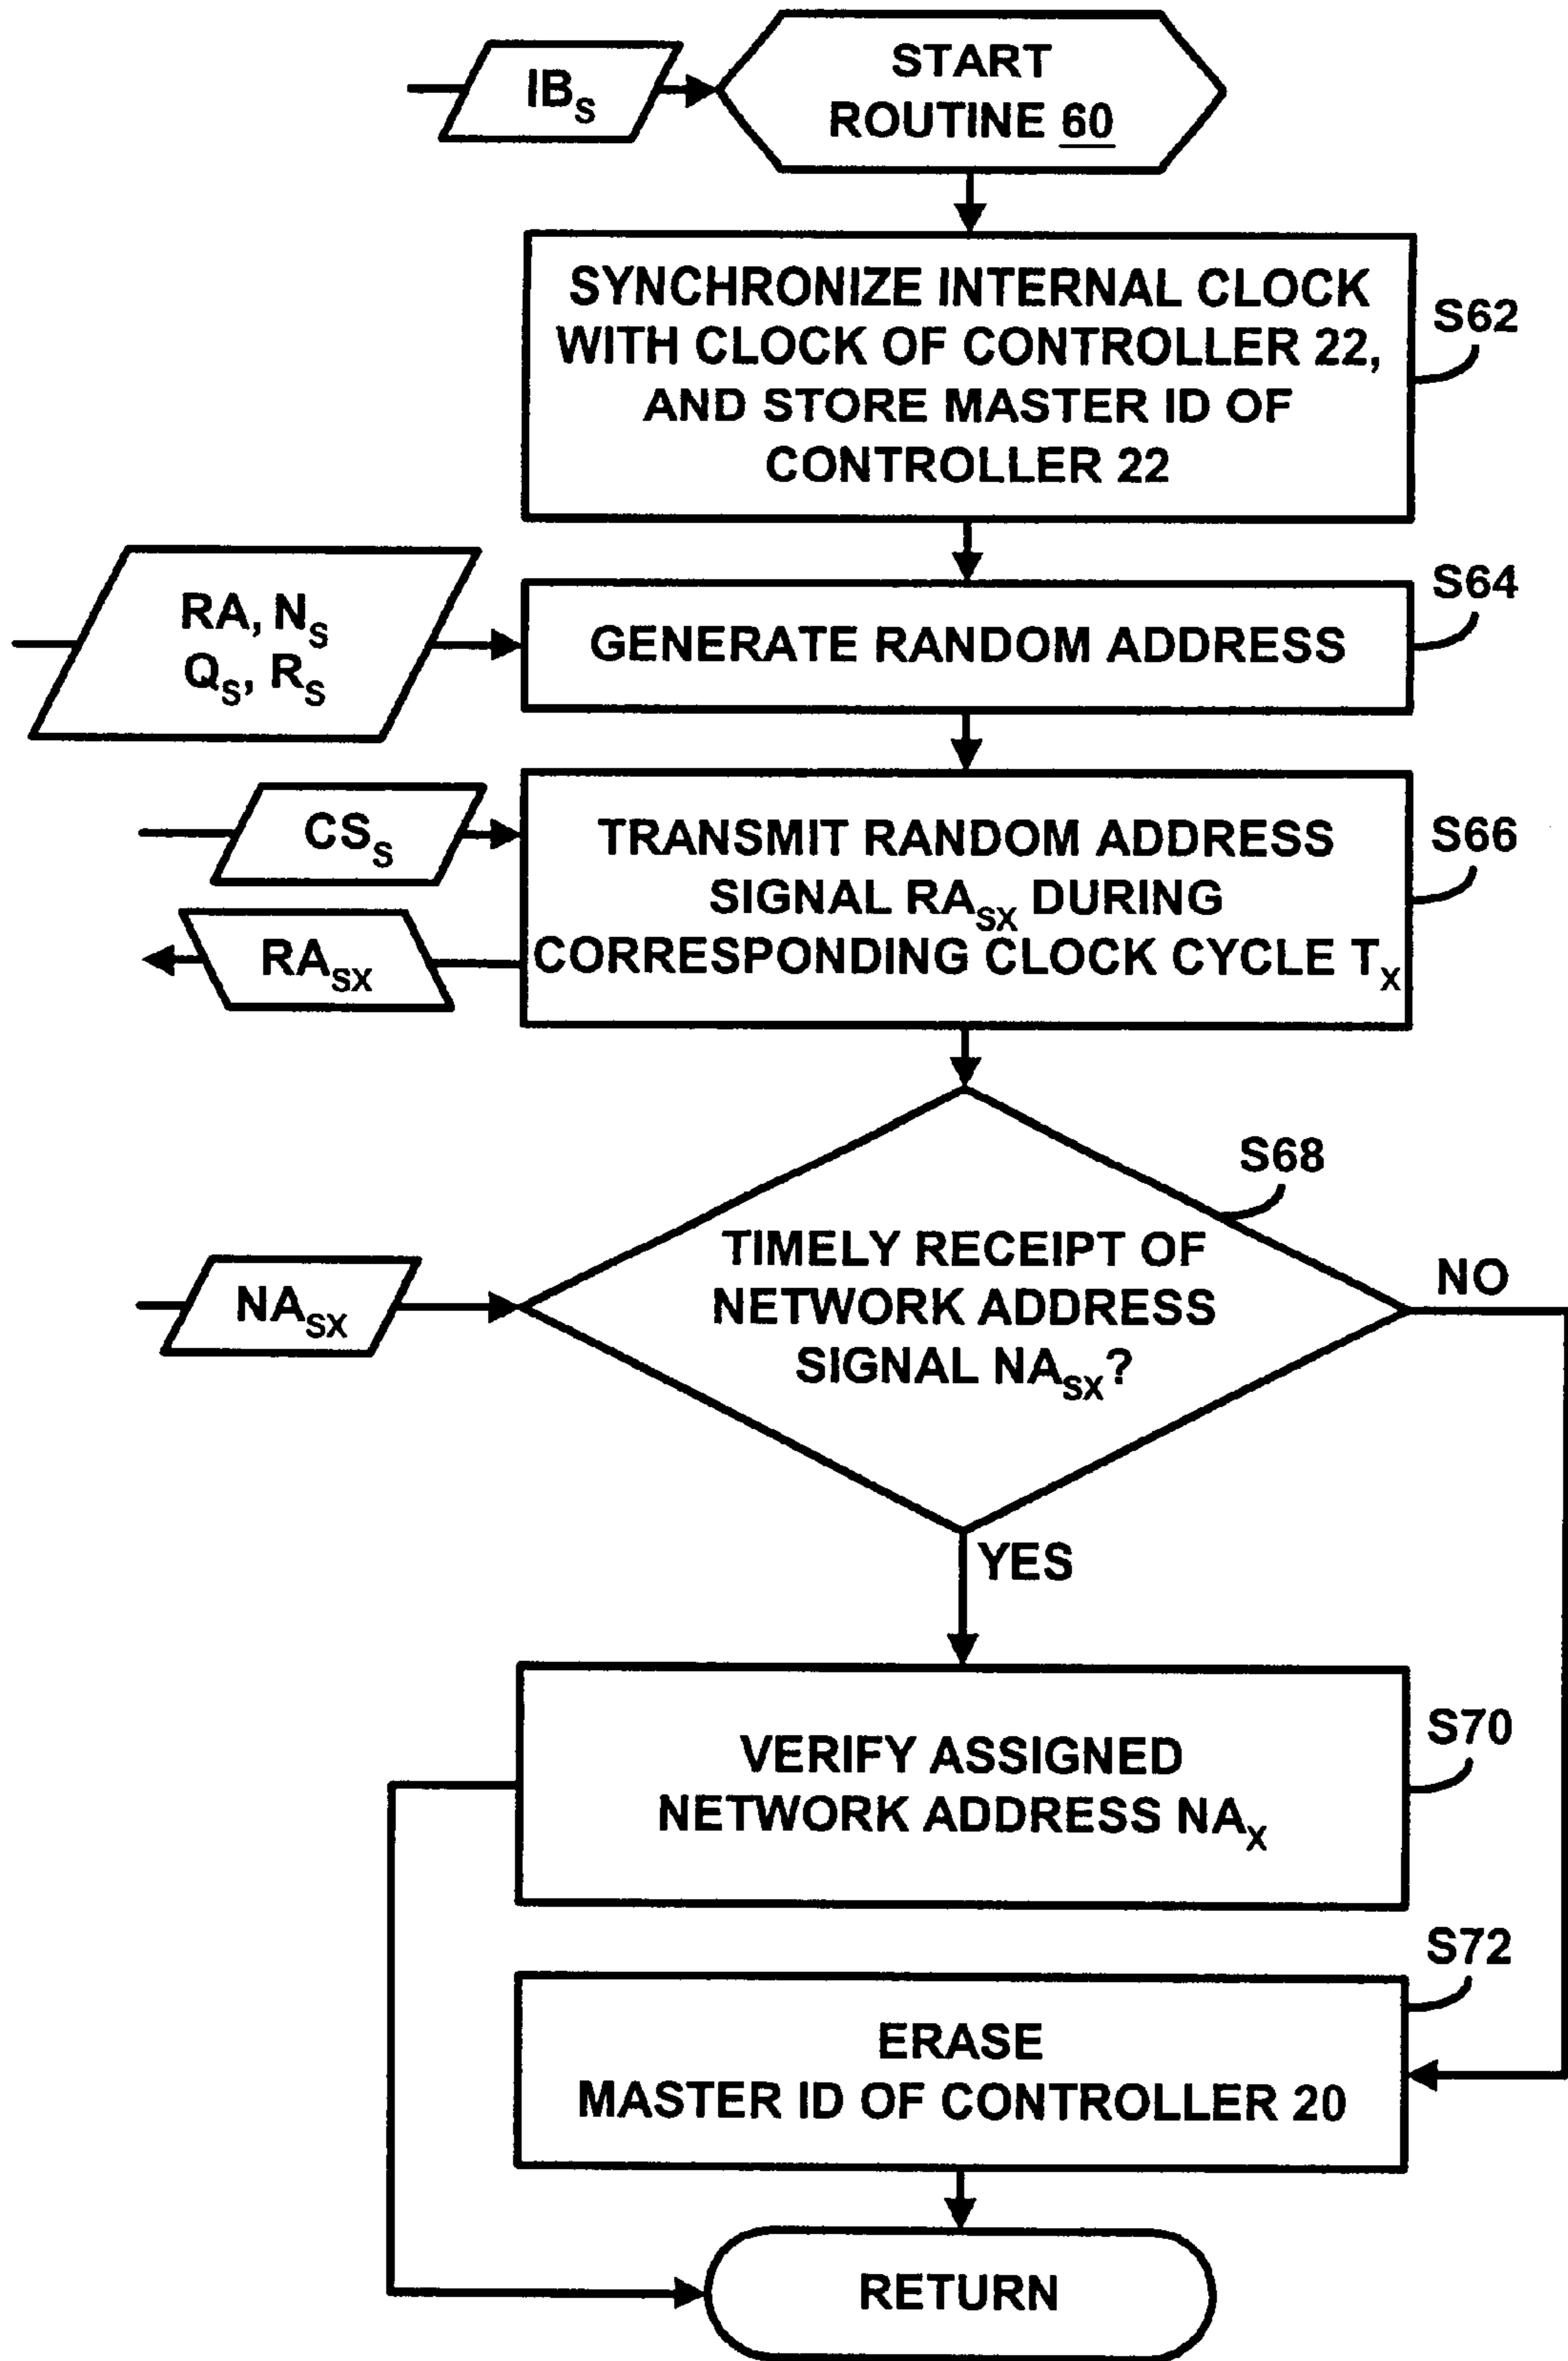 IBS
START
ROUTINE 60
SYNCHRONIZE INTERNAL CLOCK
WITH CLOCK OF CONTROLLER 22,
AND STORE MASTER ID OF
CONTROLLER 22
S62
RA, NS
QS, RS
GENERATE RANDOM ADDRESS
S64
CSS
RASX
TRANSMIT RANDOM ADDRESS
SIGNAL RASX DURING
CORRESPONDING CLOCK CYCLE TX
S66
S68
NASX
TIMELY RECEIPT OF
NETWORK ADDRESS
SIGNAL NASX?
NO
YES
VERIFY ASSIGNED
NETWORK ADDRESS NAX
S70
S72
ERASE
MASTER ID OF CONTROLLER 20
RETURN